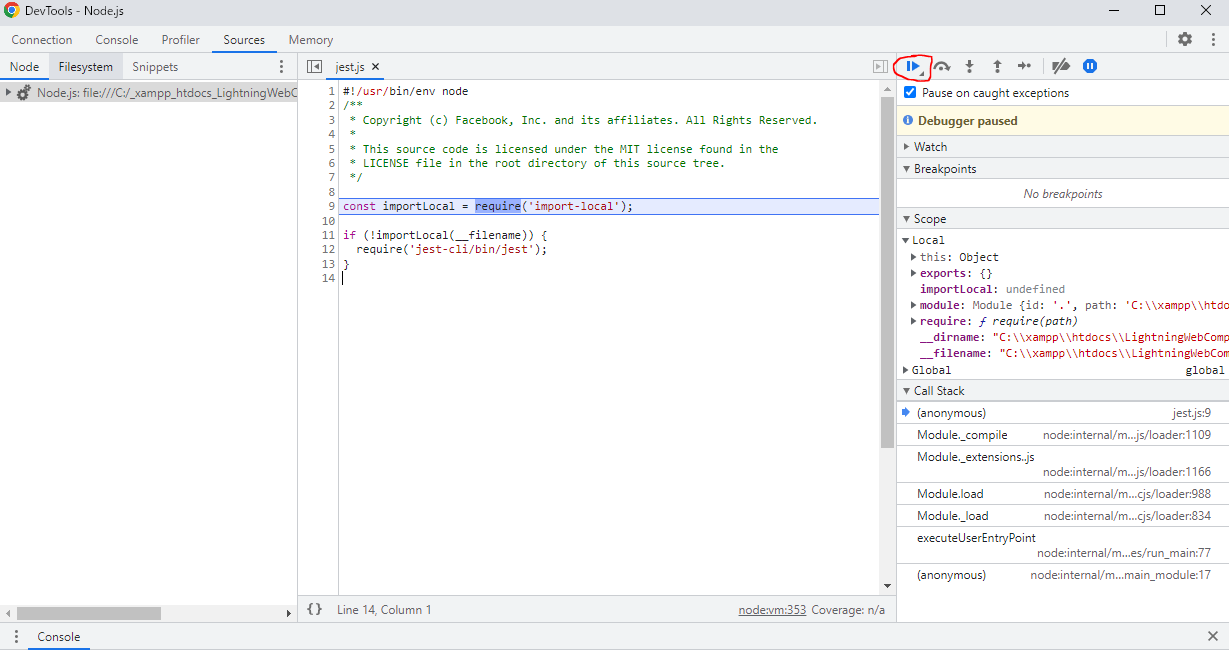 DevTools - Node.js
Connection Console Profiler Sources Memory
Node Filesystem Snippets
Node.js: file:///C:/_xampp_htdocs_LightningWebC
jest.js
1 #!/usr/bin/env node
2 /**
3  * Copyright (c) Facebook, Inc. and its affiliates. All Rights Reserved.
4  *
5  * This source code is licensed under the MIT license found in the
6  * LICENSE file in the root directory of this source tree.
7  */
8
9 const importLocal = require('import-local');
10
11 if (!importLocal(__filename)) {
12   require('jest-cli/bin/jest');
13 }
14
{} Line 14, Column 1 node:vm:353 Coverage: n/a
Pause on caught exceptions
Debugger paused
Watch
Breakpoints
No breakpoints
Scope
Local
this: Object
exports: {}
importLocal: undefined
module: Module {id: '.', path: 'C:\\xampp\\htdo
require: ƒ require(path)
__dirname: "C:\\xampp\\htdocs\\LightningWebComp
__filename: "C:\\xampp\\htdocs\\LightningWebCom
Global global
Call Stack
(anonymous) jest.js:9
Module._compile node:internal/m…js/loader:1109
Module._extensions..js
node:internal/m…js/loader:1166
Module.load node:internal/m…cjs/loader:988
Module._load node:internal/m…cjs/loader:834
executeUserEntryPoint
node:internal/m…es/run_main:77
(anonymous) node:internal/m…main_module:17
Console